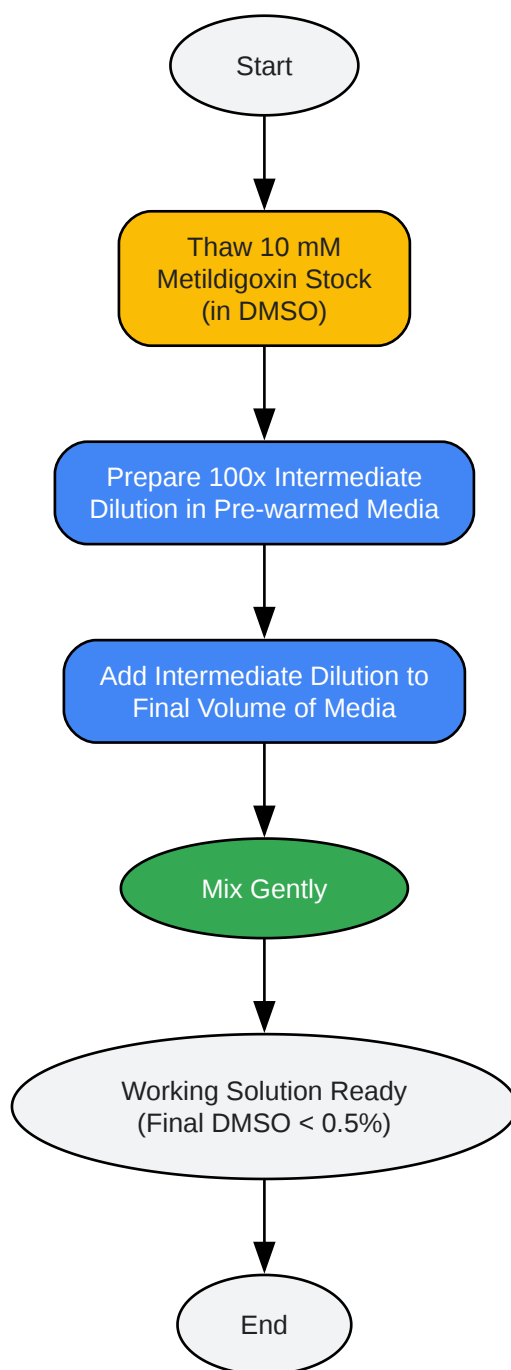 Start
Thaw 10 mM
Metildigoxin Stock
(in DMSO)
Prepare 100x Intermediate
Dilution in Pre-warmed Media
Add Intermediate Dilution to
Final Volume of Media
Mix Gently
Working Solution Ready
(Final DMSO < 0.5%)
End